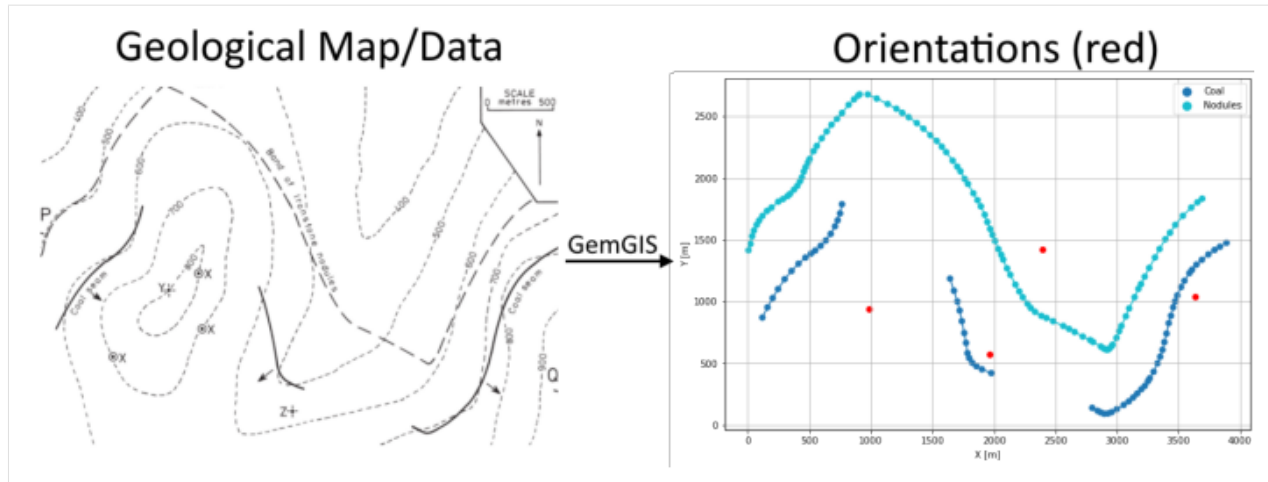 Geological Map/Data
SCALE
0 metres 500
N
400
500
600
700
800
P
Coal seam
Y
X
X
X
Z
Band of ironstone nodules
400
500
600
700
800
900
Coal seam
Q
GemGIS
Orientations (red)
Coal
Nodules
2500
2000
1500
1000
500
0
Y [m]
0 500 1000 1500 2000 2500 3000 3500 4000
X [m]